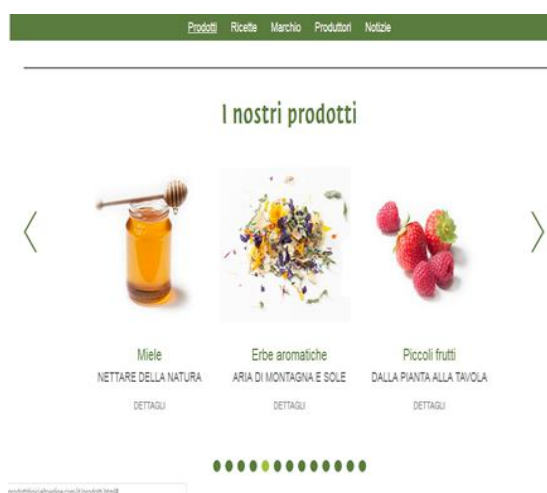 Prodotti Ricette Marchio Produttori Notizie
I nostri prodotti
Miele Erbe aromatiche Piccoli frutti
NETTARE DELLA NATURA ARIA DI MONTAGNA E SOLE DALLA PIANTA ALLA TAVOLA
DETTAGLI DETTAGLI DETTAGLI